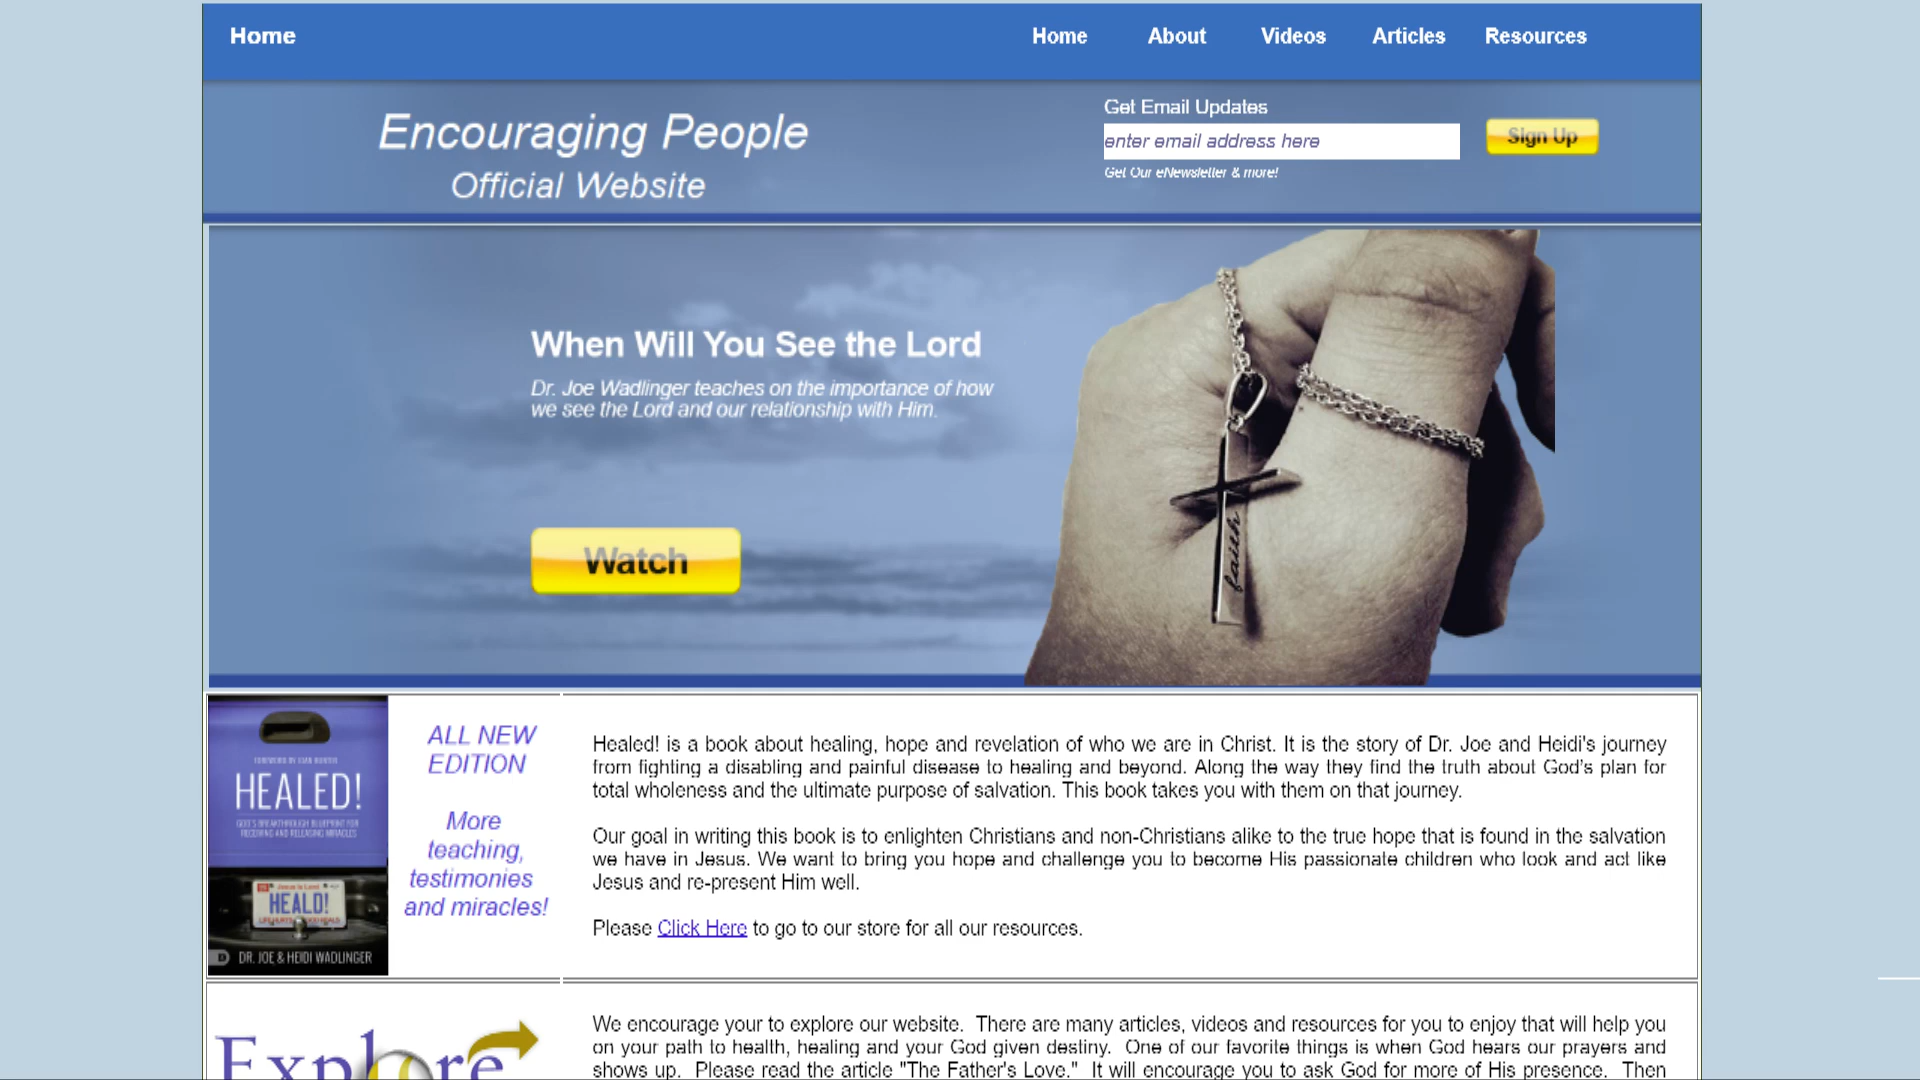 Home
Home About Videos Articles Resources
Encouraging People
Official Website
Get Email Updates
enter email address here
Sign Up
Get Our eNewsletter & more!
When Will You See the Lord
Dr. Joe Wadlinger teaches on the importance of how
we see the Lord and our relationship with Him.
Watch
faith
HEALED!
GOD'S BREAKTHROUGH BLUEPRINT FOR
RECEIVING AND RELEASING MIRACLES
Jesus is Lord
HEALD!
DR. JOE & HEIDI WADLINGER
ALL NEW
EDITION
More
teaching,
testimonies
and miracles!
Healed! is a book about healing, hope and revelation of who we are in Christ. It is the story of Dr. Joe and Heidi's journey
from fighting a disabling and painful disease to healing and beyond. Along the way they find the truth about God's plan for
total wholeness and the ultimate purpose of salvation. This book takes you with them on that journey.
Our goal in writing this book is to enlighten Christians and non-Christians alike to the true hope that is found in the salvation
we have in Jesus. We want to bring you hope and challenge you to become His passionate children who look and act like
Jesus and re-present Him well.
Please Click Here to go to our store for all our resources.
Explore
We encourage your to explore our website. There are many articles, videos and resources for you to enjoy that will help you
on your path to health, healing and your God given destiny. One of our favorite things is when God hears our prayers and
shows up. Please read the article "The Father's Love." It will encourage you to ask God for more of His presence. Then